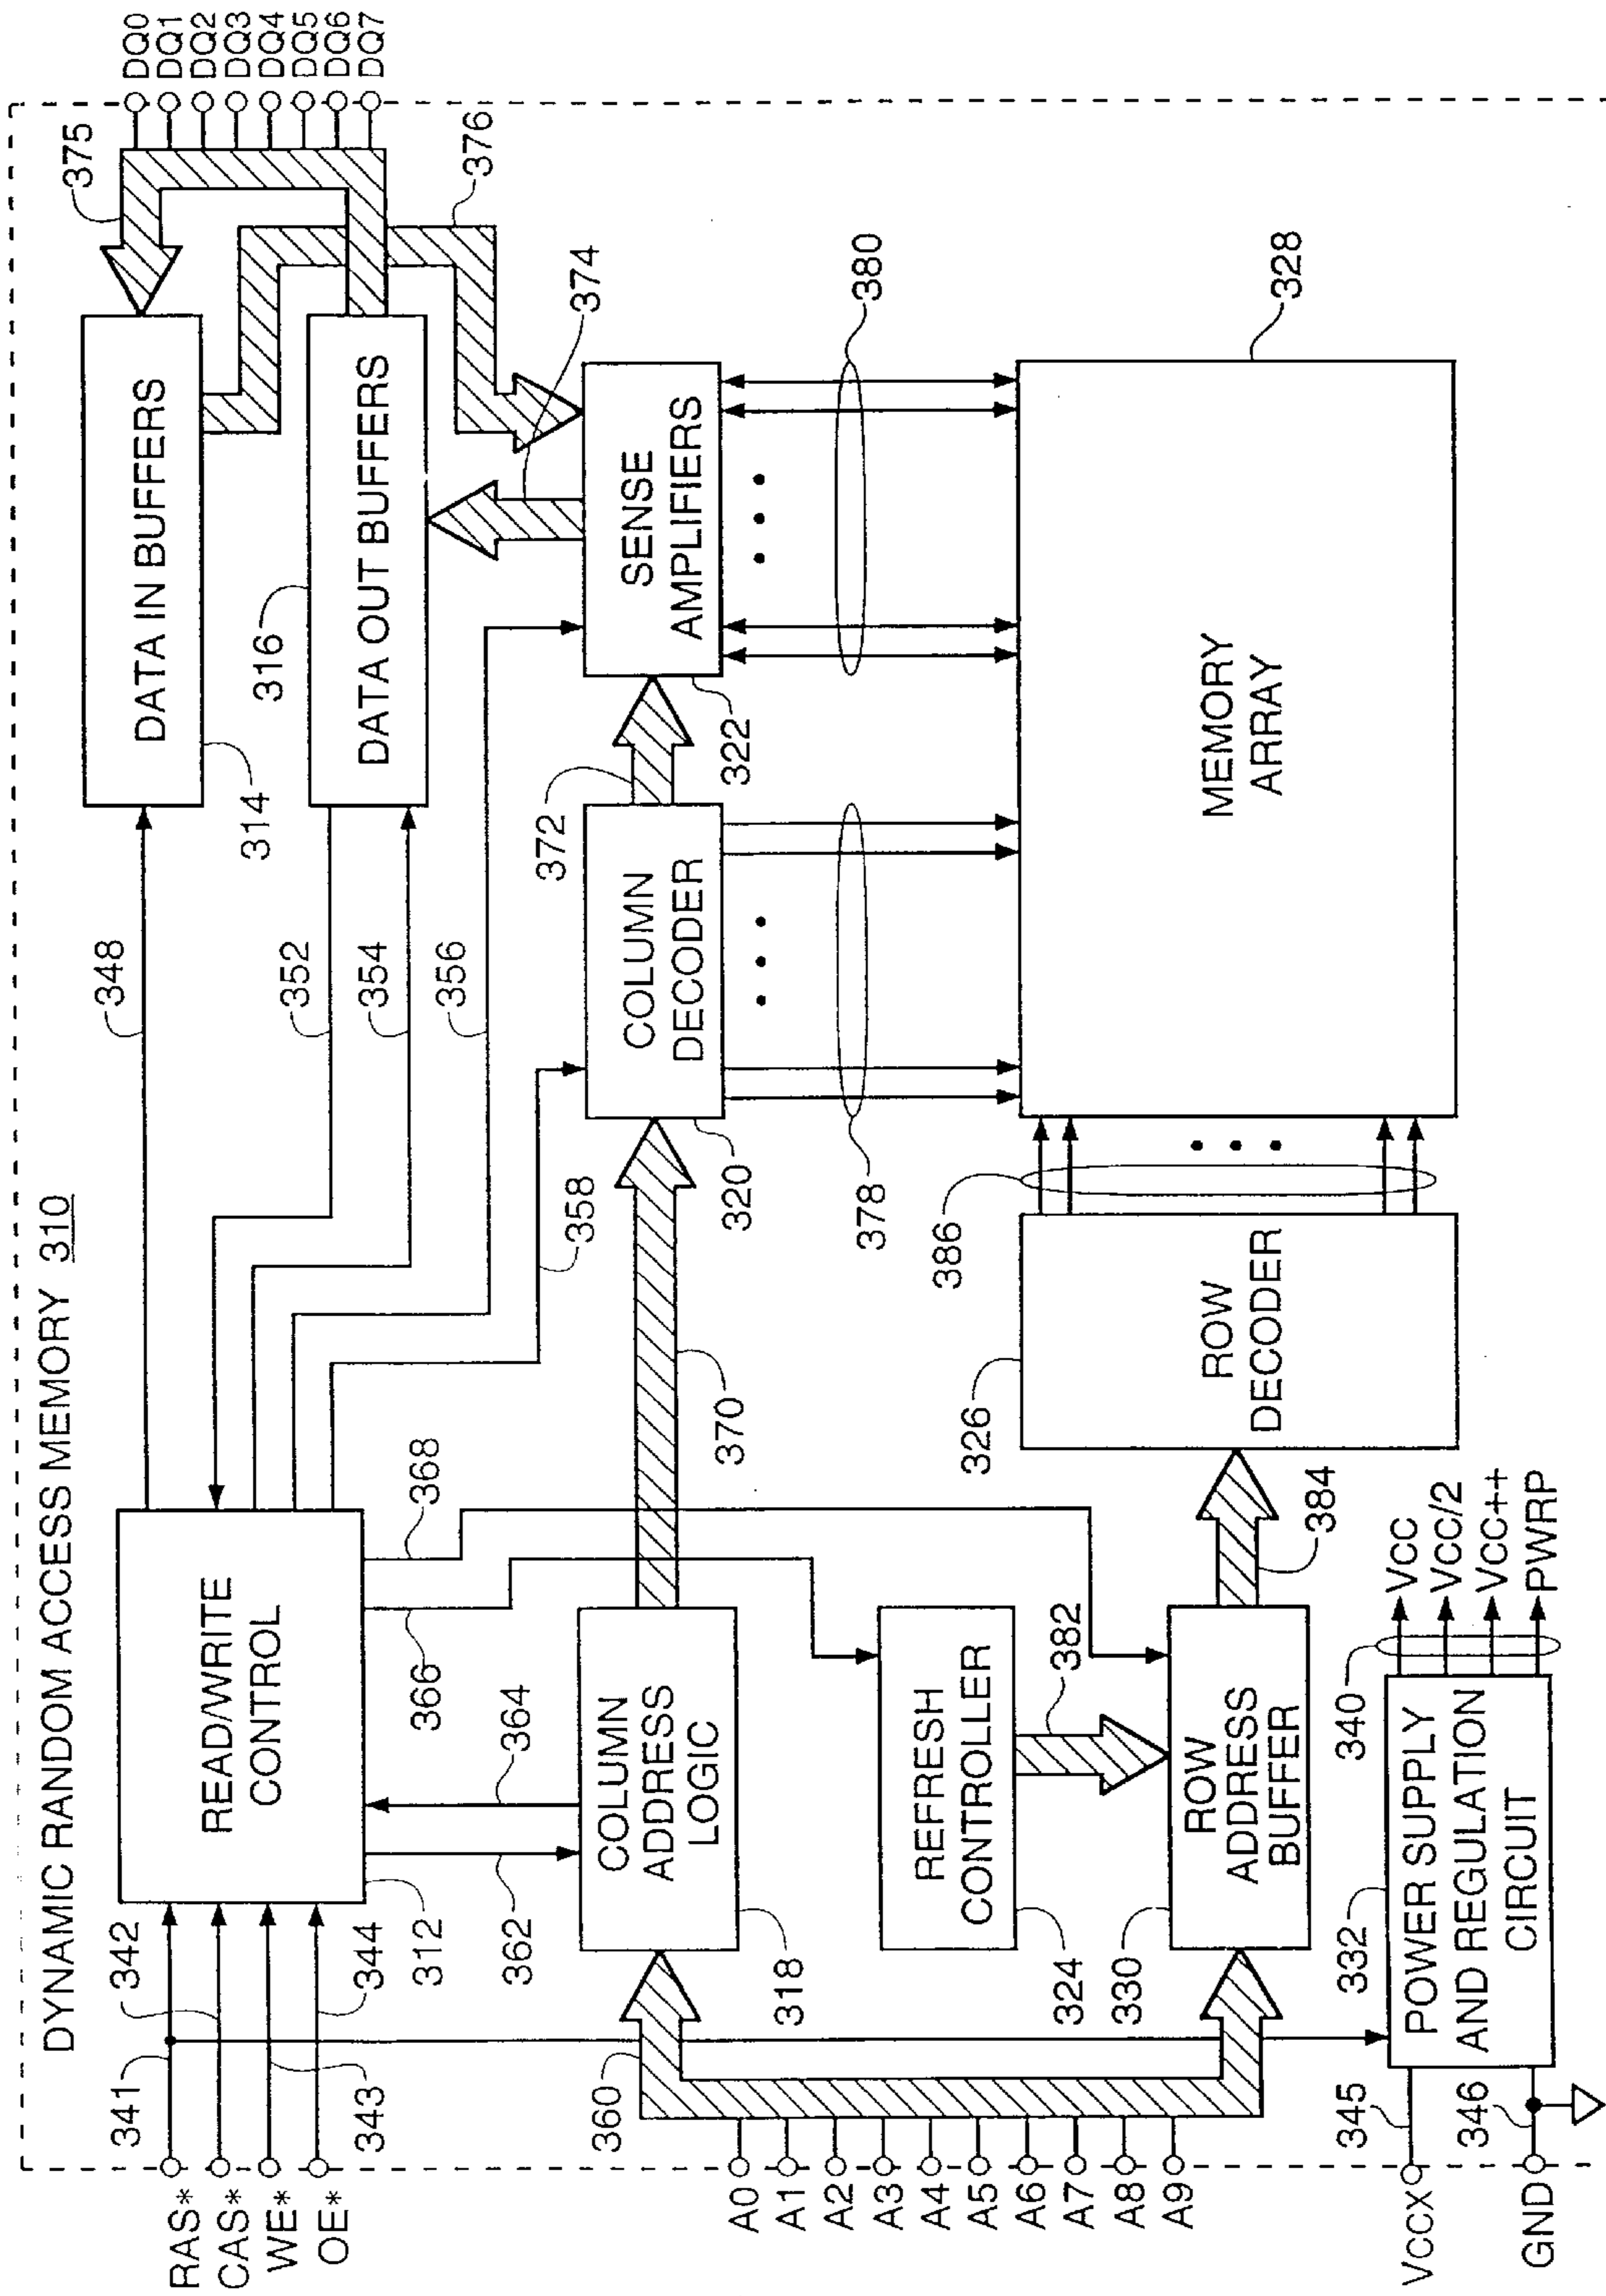 DYNAMIC RANDOM ACCESS MEMORY 310
RAS*
CAS*
WE*
OE*
341
342
343
344
READ/WRITE
CONTROL
312
348
352
354
356
358
DATA IN BUFFERS
314
DATA OUT BUFFERS
316
375
376
374
DQ0
DQ1
DQ2
DQ3
DQ4
DQ5
DQ6
DQ7
362
364
366
368
360
COLUMN
ADDRESS
LOGIC
318
370
COLUMN
DECODER
320
372
SENSE
AMPLIFIERS
322
378
380
A0
A1
A2
A3
A4
A5
A6
A7
A8
A9
REFRESH
CONTROLLER
324
382
ROW
ADDRESS
BUFFER
330
384
ROW
DECODER
326
386
MEMORY
ARRAY
328
VCCX
345
GND
346
POWER SUPPLY
AND REGULATION
CIRCUIT
332
340
VCC
VCC/2
VCC++
PWRP